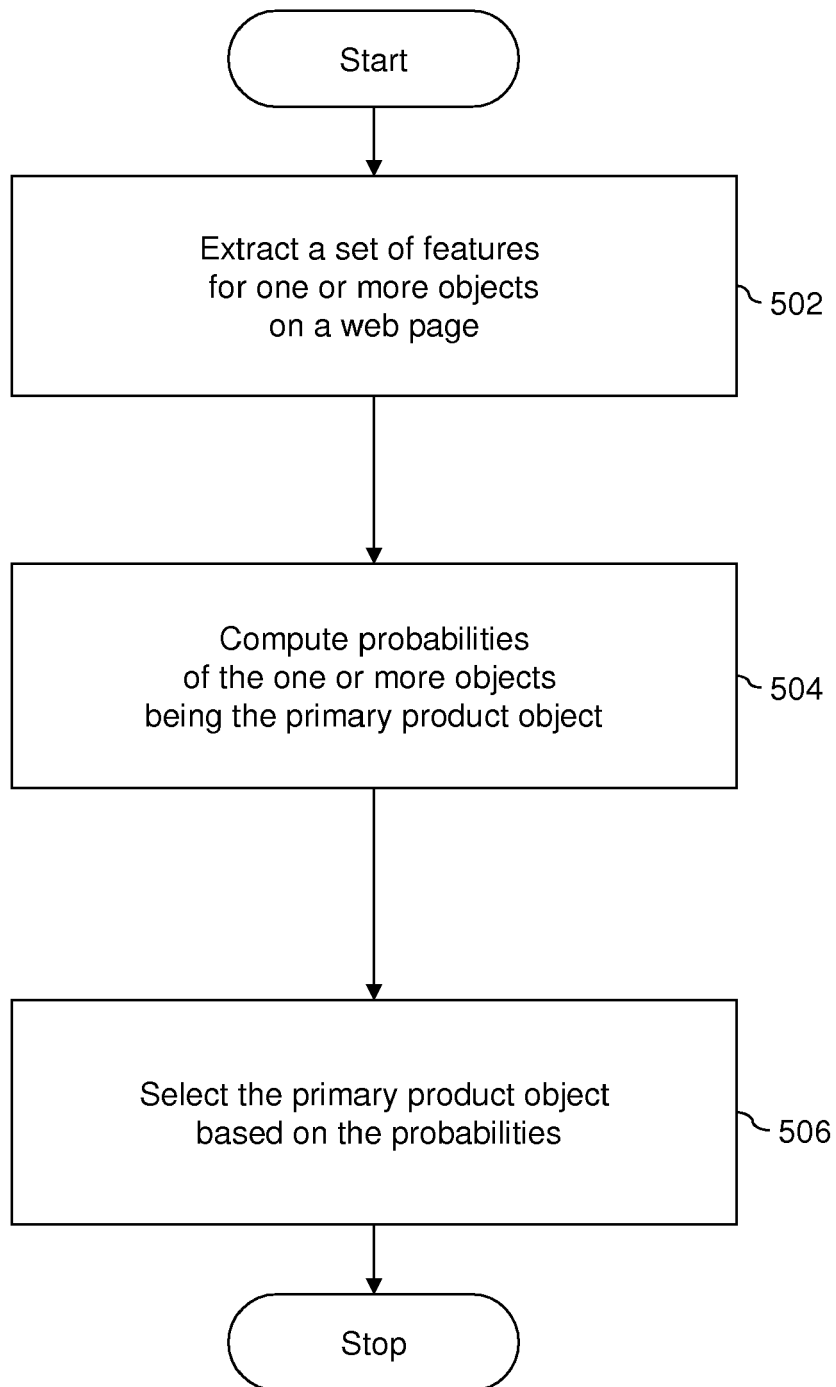 Start
Extract a set of features
for one or more objects
on a web page
502
Compute probabilities
of the one or more objects
being the primary product object
504
Select the primary product object
based on the probabilities
506
Stop